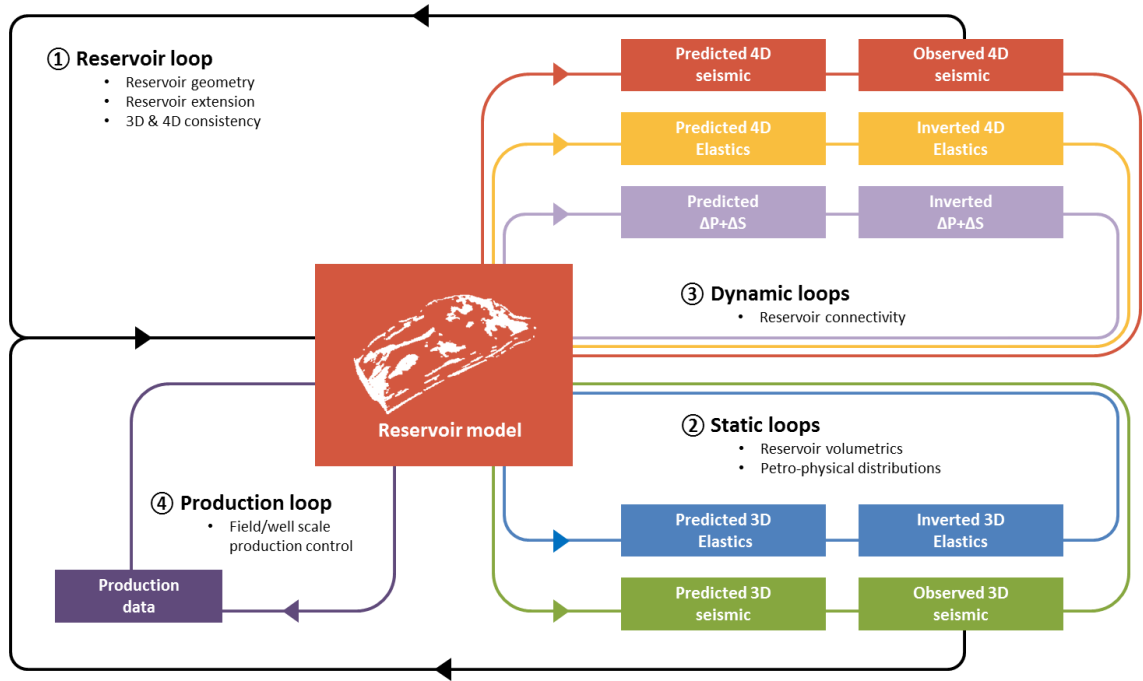 ① Reservoir loop
• Reservoir geometry
• Reservoir extension
• 3D & 4D consistency
Predicted 4D
seismic
Observed 4D
seismic
Predicted 4D
Elastics
Inverted 4D
Elastics
Predicted
ΔP+ΔS
Inverted
ΔP+ΔS
③ Dynamic loops
• Reservoir connectivity
Reservoir model
② Static loops
• Reservoir volumetrics
• Petro-physical distributions
④ Production loop
• Field/well scale
production control
Production
data
Predicted 3D
Elastics
Inverted 3D
Elastics
Predicted 3D
seismic
Observed 3D
seismic